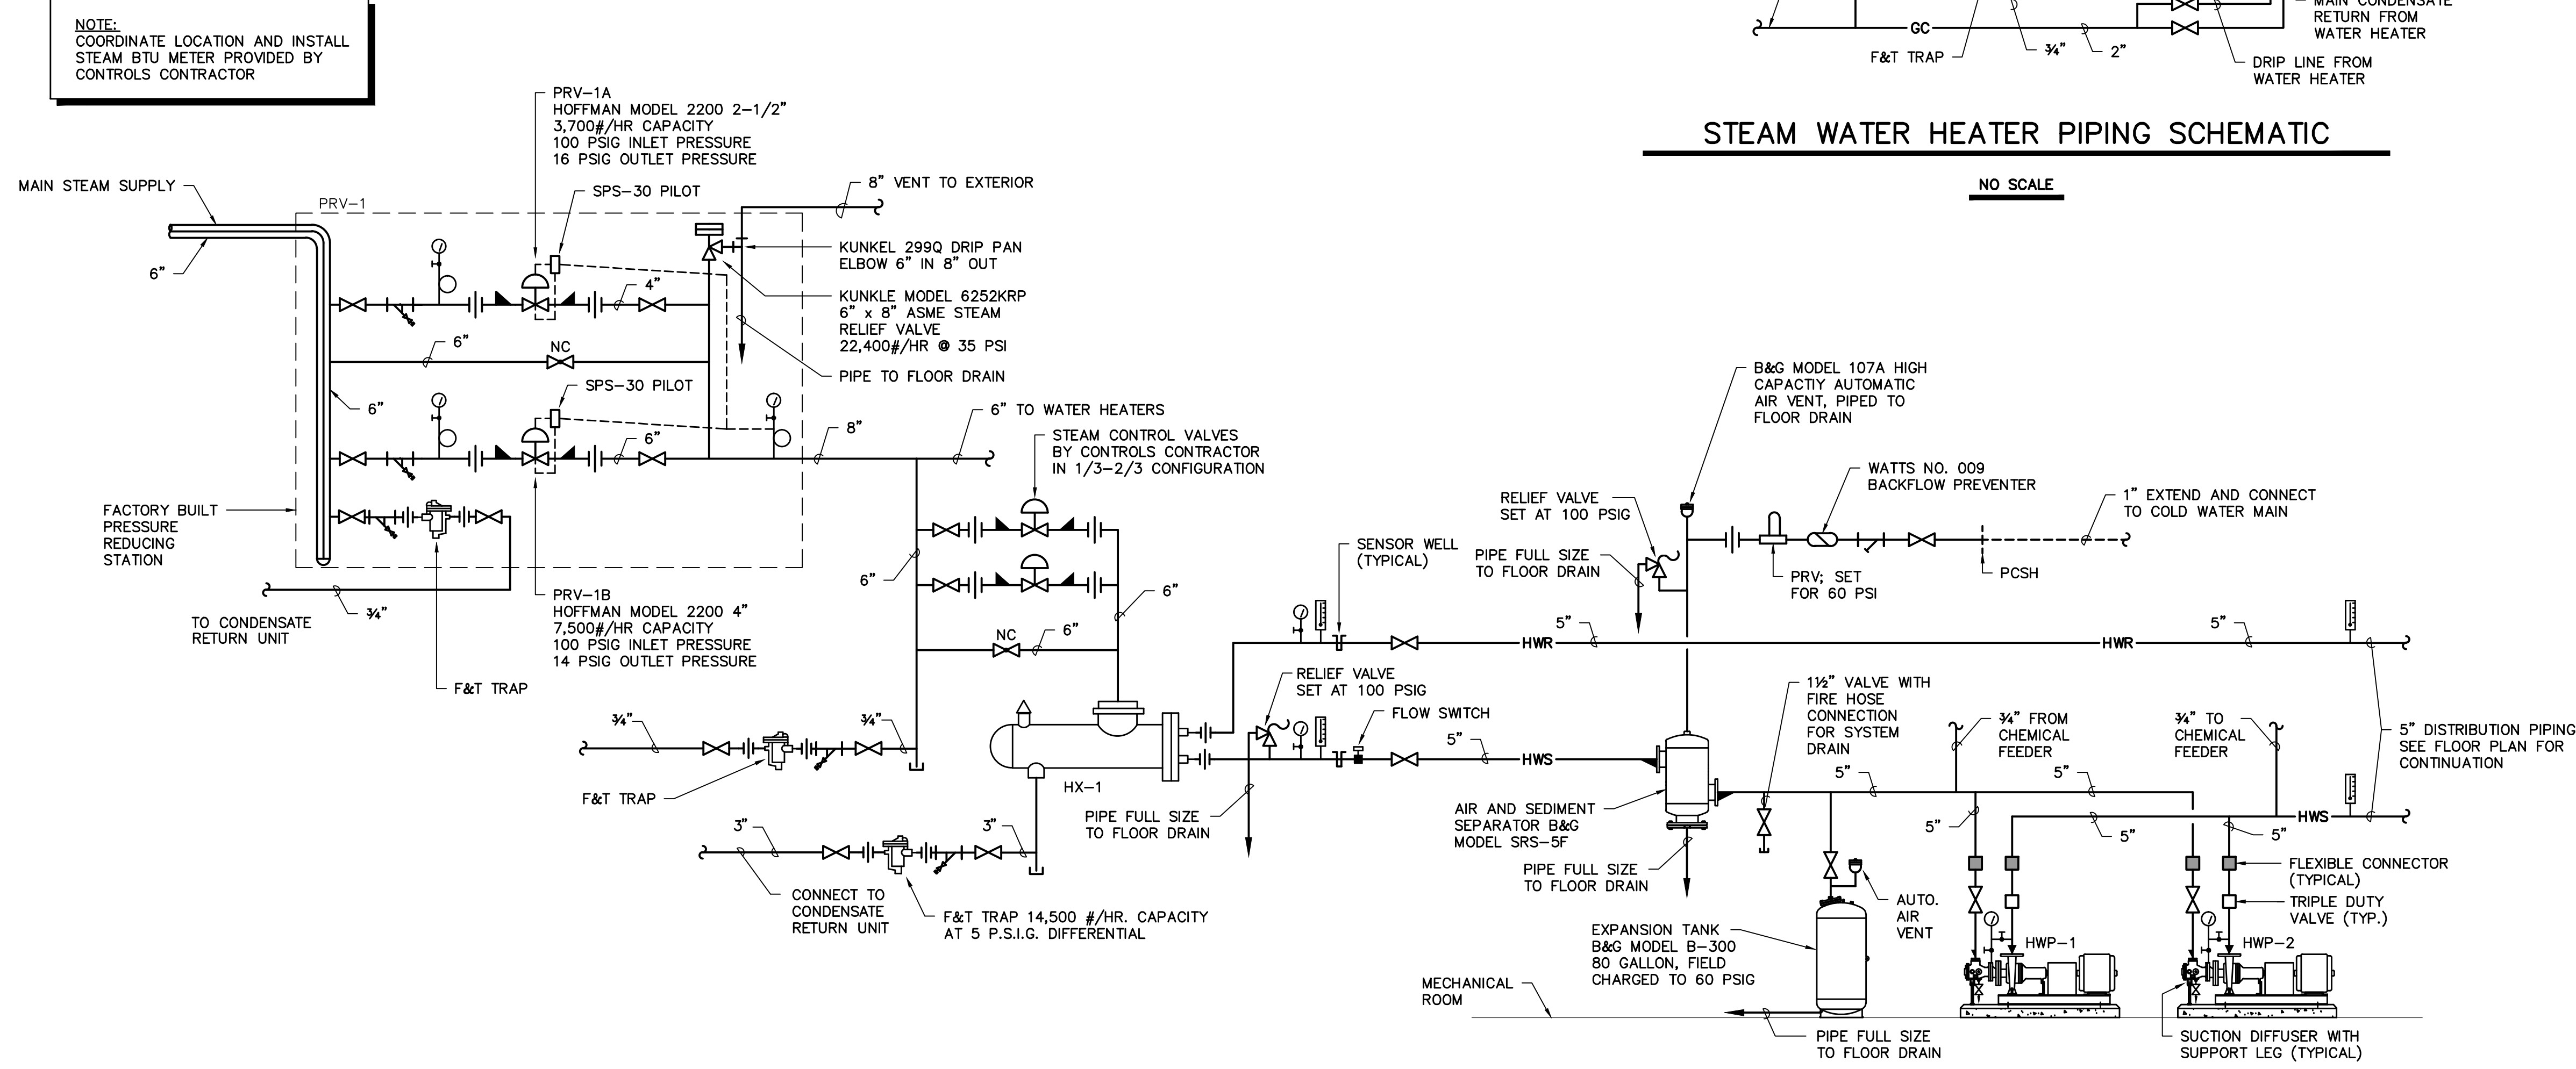 NOTE:
COORDINATE LOCATION AND INSTALL
STEAM BTU METER PROVIDED BY
CONTROLS CONTRACTOR
MAIN CONDENSATE
RETURN FROM
WATER HEATER
GC
F&T TRAP
¾"
2"
DRIP LINE FROM
WATER HEATER
STEAM WATER HEATER PIPING SCHEMATIC
NO SCALE
PRV-1A
HOFFMAN MODEL 2200 2-1/2"
3,700#/HR CAPACITY
100 PSIG INLET PRESSURE
16 PSIG OUTLET PRESSURE
MAIN STEAM SUPPLY
PRV-1
SPS-30 PILOT
8" VENT TO EXTERIOR
6"
KUNKEL 299Q DRIP PAN
ELBOW 6" IN 8" OUT
4"
KUNKLE MODEL 6252KRP
6" x 8" ASME STEAM
RELIEF VALVE
22,400#/HR @ 35 PSI
6"
NC
PIPE TO FLOOR DRAIN
SPS-30 PILOT
6"
6"
8"
6" TO WATER HEATERS
STEAM CONTROL VALVES
BY CONTROLS CONTRACTOR
IN 1/3-2/3 CONFIGURATION
FACTORY BUILT
PRESSURE
REDUCING
STATION
TO CONDENSATE
RETURN UNIT
¾"
PRV-1B
HOFFMAN MODEL 2200 4"
7,500#/HR CAPACITY
100 PSIG INLET PRESSURE
14 PSIG OUTLET PRESSURE
F&T TRAP
6"
6"
NC
6"
¾"
¾"
F&T TRAP
HX-1
3"
3"
CONNECT TO
CONDENSATE
RETURN UNIT
F&T TRAP 14,500 #/HR. CAPACITY
AT 5 P.S.I.G. DIFFERENTIAL
B&G MODEL 107A HIGH
CAPACTIY AUTOMATIC
AIR VENT, PIPED TO
FLOOR DRAIN
WATTS NO. 009
BACKFLOW PREVENTER
RELIEF VALVE
SET AT 100 PSIG
1" EXTEND AND CONNECT
TO COLD WATER MAIN
SENSOR WELL
(TYPICAL)
PIPE FULL SIZE
TO FLOOR DRAIN
PRV; SET
FOR 60 PSI
PCSH
5"
HWR
HWR
5"
RELIEF VALVE
SET AT 100 PSIG
FLOW SWITCH
5"
HWS
1½" VALVE WITH
FIRE HOSE
CONNECTION
FOR SYSTEM
DRAIN
¾" FROM
CHEMICAL
FEEDER
¾" TO
CHEMICAL
FEEDER
5" DISTRIBUTION PIPING
SEE FLOOR PLAN FOR
CONTINUATION
5"
5"
PIPE FULL SIZE
TO FLOOR DRAIN
AIR AND SEDIMENT
SEPARATOR B&G
MODEL SRS-5F
5"
5"
5"
HWS
PIPE FULL SIZE
TO FLOOR DRAIN
FLEXIBLE CONNECTOR
(TYPICAL)
AUTO.
AIR
VENT
TRIPLE DUTY
VALVE (TYP.)
EXPANSION TANK
B&G MODEL B-300
80 GALLON, FIELD
CHARGED TO 60 PSIG
HWP-1
HWP-2
MECHANICAL
ROOM
PIPE FULL SIZE
TO FLOOR DRAIN
SUCTION DIFFUSER WITH
SUPPORT LEG (TYPICAL)